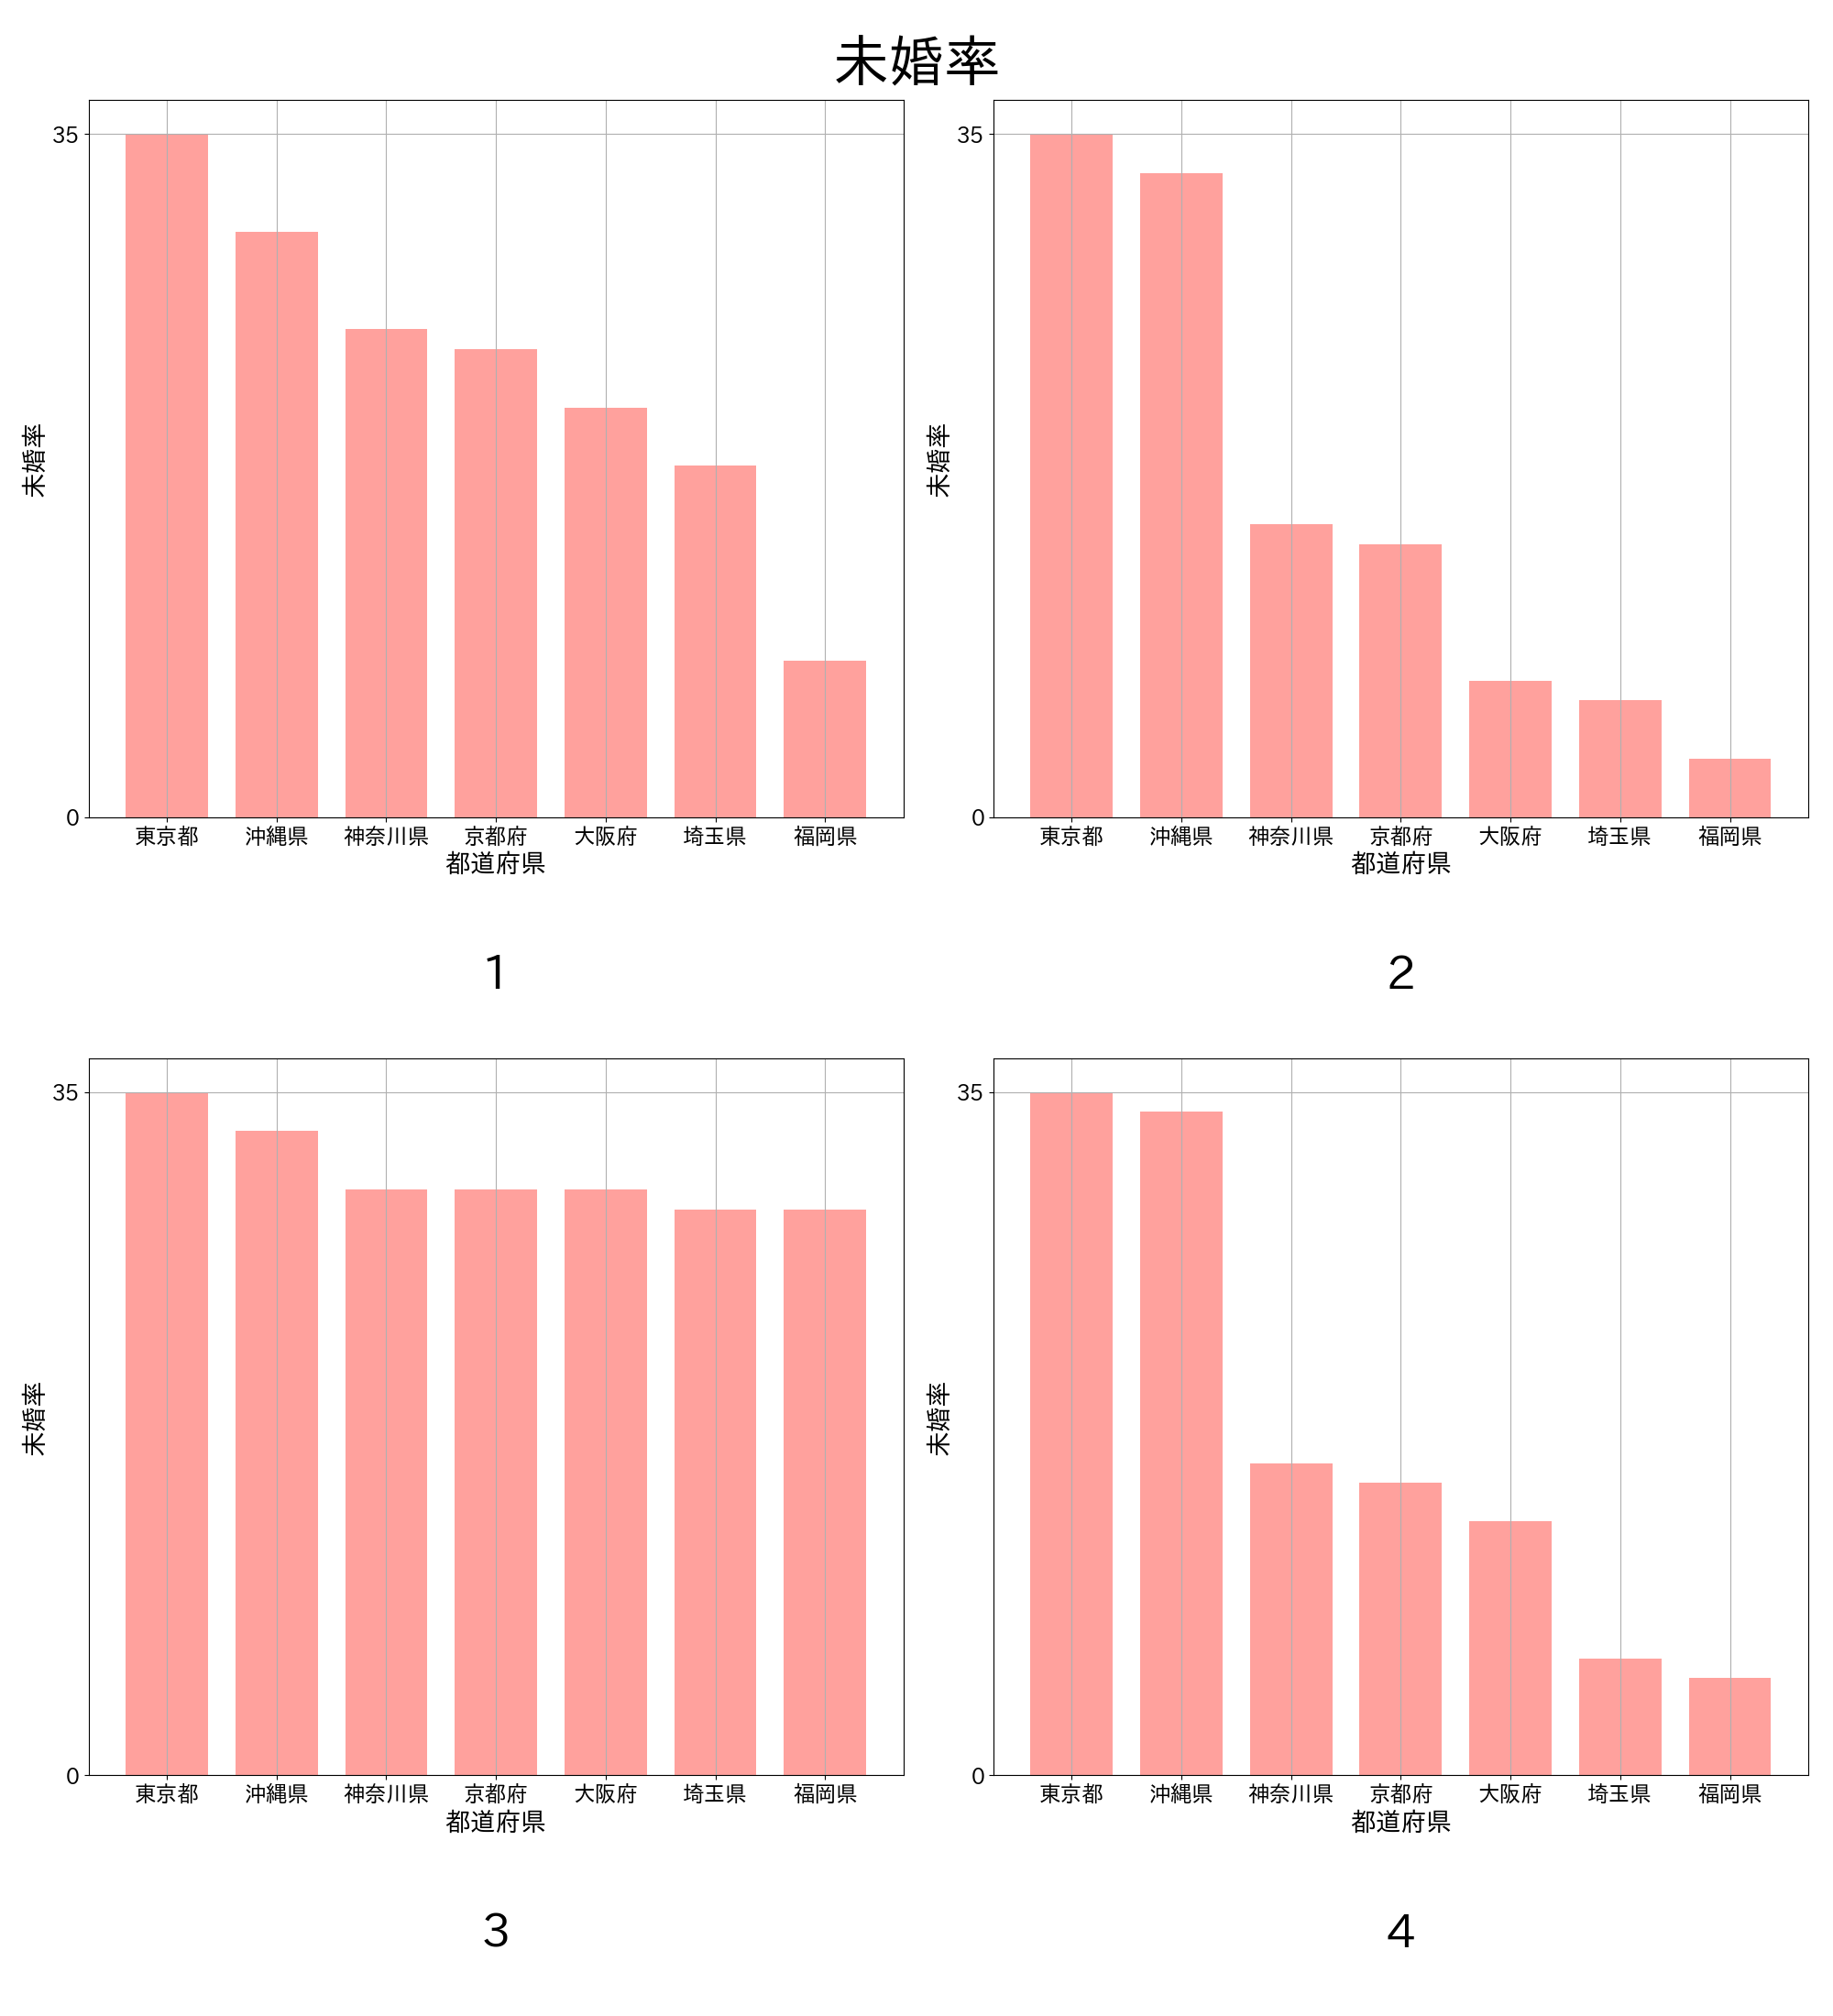 未婚率
35
0
未婚率
東京都 沖縄県 神奈川県 京都府 大阪府 埼玉県 福岡県
都道府県
1
35
0
未婚率
東京都 沖縄県 神奈川県 京都府 大阪府 埼玉県 福岡県
都道府県
2
35
0
未婚率
東京都 沖縄県 神奈川県 京都府 大阪府 埼玉県 福岡県
都道府県
3
35
0
未婚率
東京都 沖縄県 神奈川県 京都府 大阪府 埼玉県 福岡県
都道府県
4